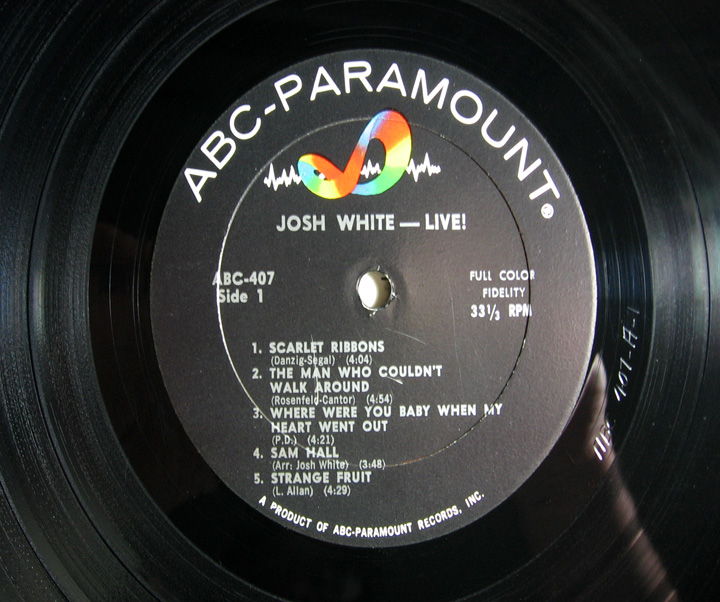 ABC-PARAMOUNT®
JOSH WHITE — LIVE!
ABC-407
Side 1
FULL COLOR
FIDELITY
33 1/3 RPM
1. SCARLET RIBBONS
(Danzig-Segal) (4:04)
2. THE MAN WHO COULDN'T
WALK AROUND
(Rosenfeld-Cantor) (4:54)
3. WHERE WERE YOU BABY WHEN MY
HEART WENT OUT
(P.D.) (4:21)
4. SAM HALL
(Arr: Josh White) (3:48)
5. STRANGE FRUIT
(L. Allan) (4:29)
A PRODUCT OF ABC-PARAMOUNT RECORDS, INC.